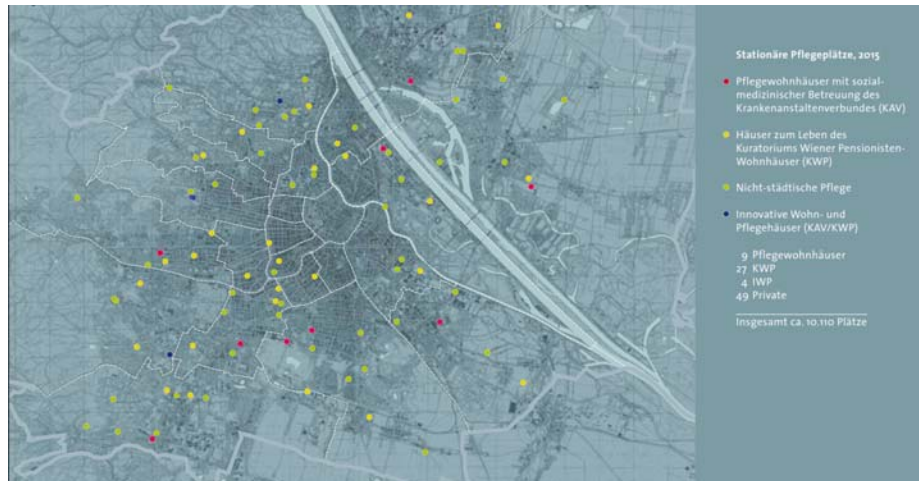 Stationäre Pflegeplätze, 2015
Pflegewohnhäuser mit sozial-
medizinischer Betreuung des
Krankenanstaltenverbundes (KAV)
Häuser zum Leben des
Kuratoriums Wiener Pensionisten-
Wohnhäuser (KWP)
Nicht-städtische Pflege
Innovative Wohn- und
Pflegehäuser (KAV/KWP)
9 Pflegewohnhäuser
27 KWP
4 IWP
49 Private
Insgesamt ca. 10.110 Plätze